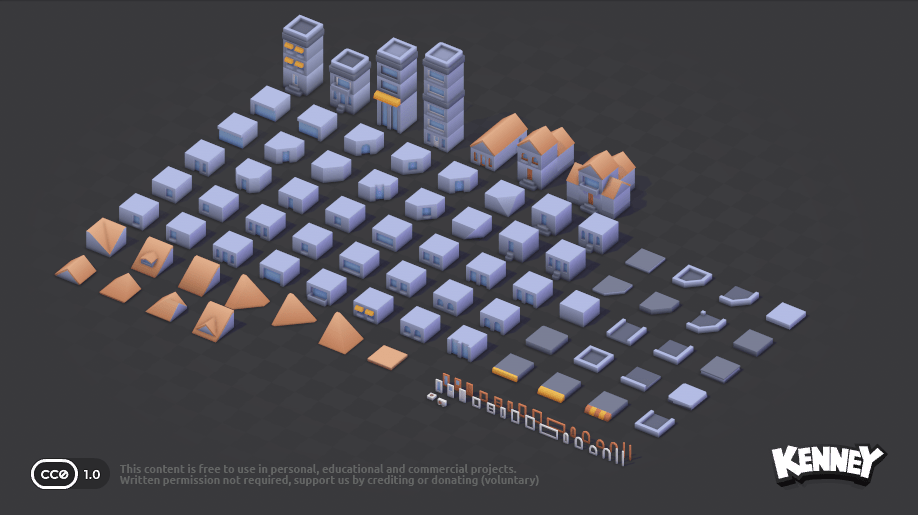 CC0 1.0
This content is free to use in personal, educational and commercial projects.
Written permission not required, support us by crediting or donating (voluntary)
KENNEY